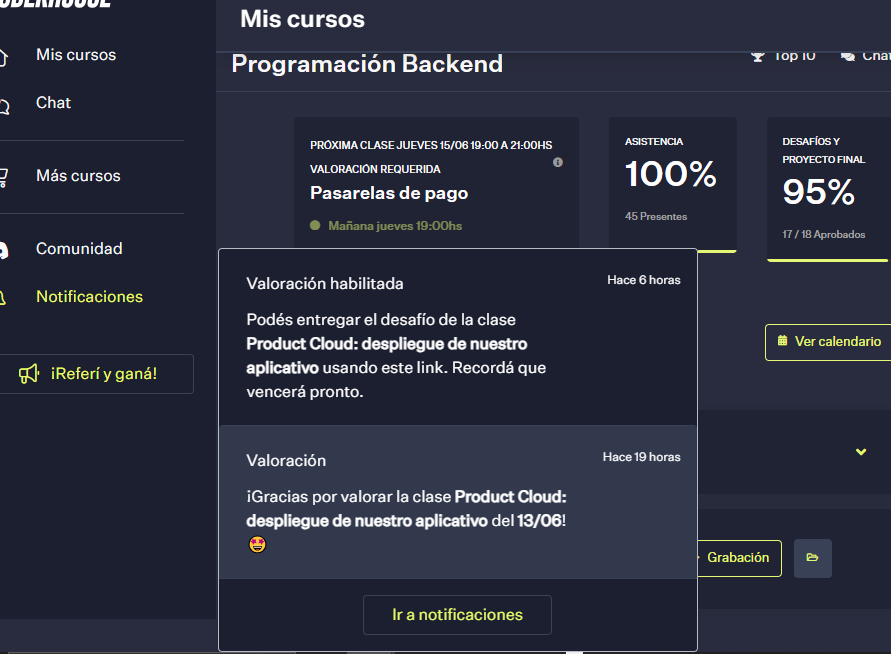 Mis cursos
Chat
Más cursos
Comunidad
Notificaciones
¡Referí y ganá!
Mis cursos
Programación Backend
Top 10
PRÓXIMA CLASE JUEVES 15/06 19:00 A 21:00HS
VALORACIÓN REQUERIDA
Pasarelas de pago
Mañana jueves 19:00hs
ASISTENCIA
100%
45 Presentes
DESAFÍOS Y
PROYECTO FINAL
95%
17 / 18 Aprobados
Valoración habilitada
Hace 6 horas
Podés entregar el desafío de la clase
Product Cloud: despliegue de nuestro
aplicativo usando este link. Recordá que
vencerá pronto.
Ver calendario
Valoración
Hace 19 horas
¡Gracias por valorar la clase Product Cloud:
despliegue de nuestro aplicativo del 13/06!
🤩
Grabación
Ir a notificaciones